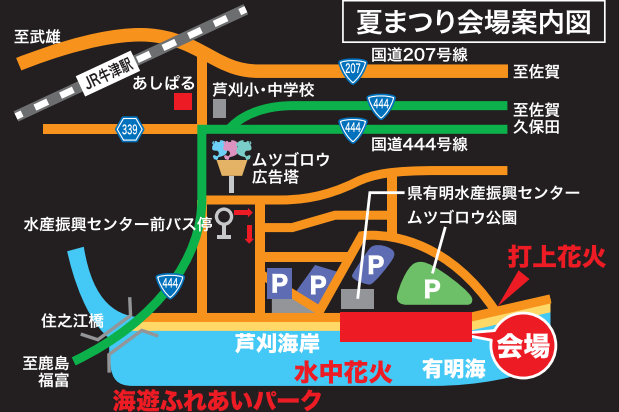 夏まつり会場案内図
至武雄
JR牛津駅
国道207号線
207
至佐賀
あしぱる
芦刈小・中学校
444
至佐賀
久保田
339
444
国道444号線
ムツゴロウ
広告塔
県有明水産振興センター
ムツゴロウ公園
水産振興センター前バス停
打上花火
444
P
P
P
P
住之江橋
芦刈海岸
会場
至鹿島
福富
水中花火
有明海
海遊ふれあいパーク